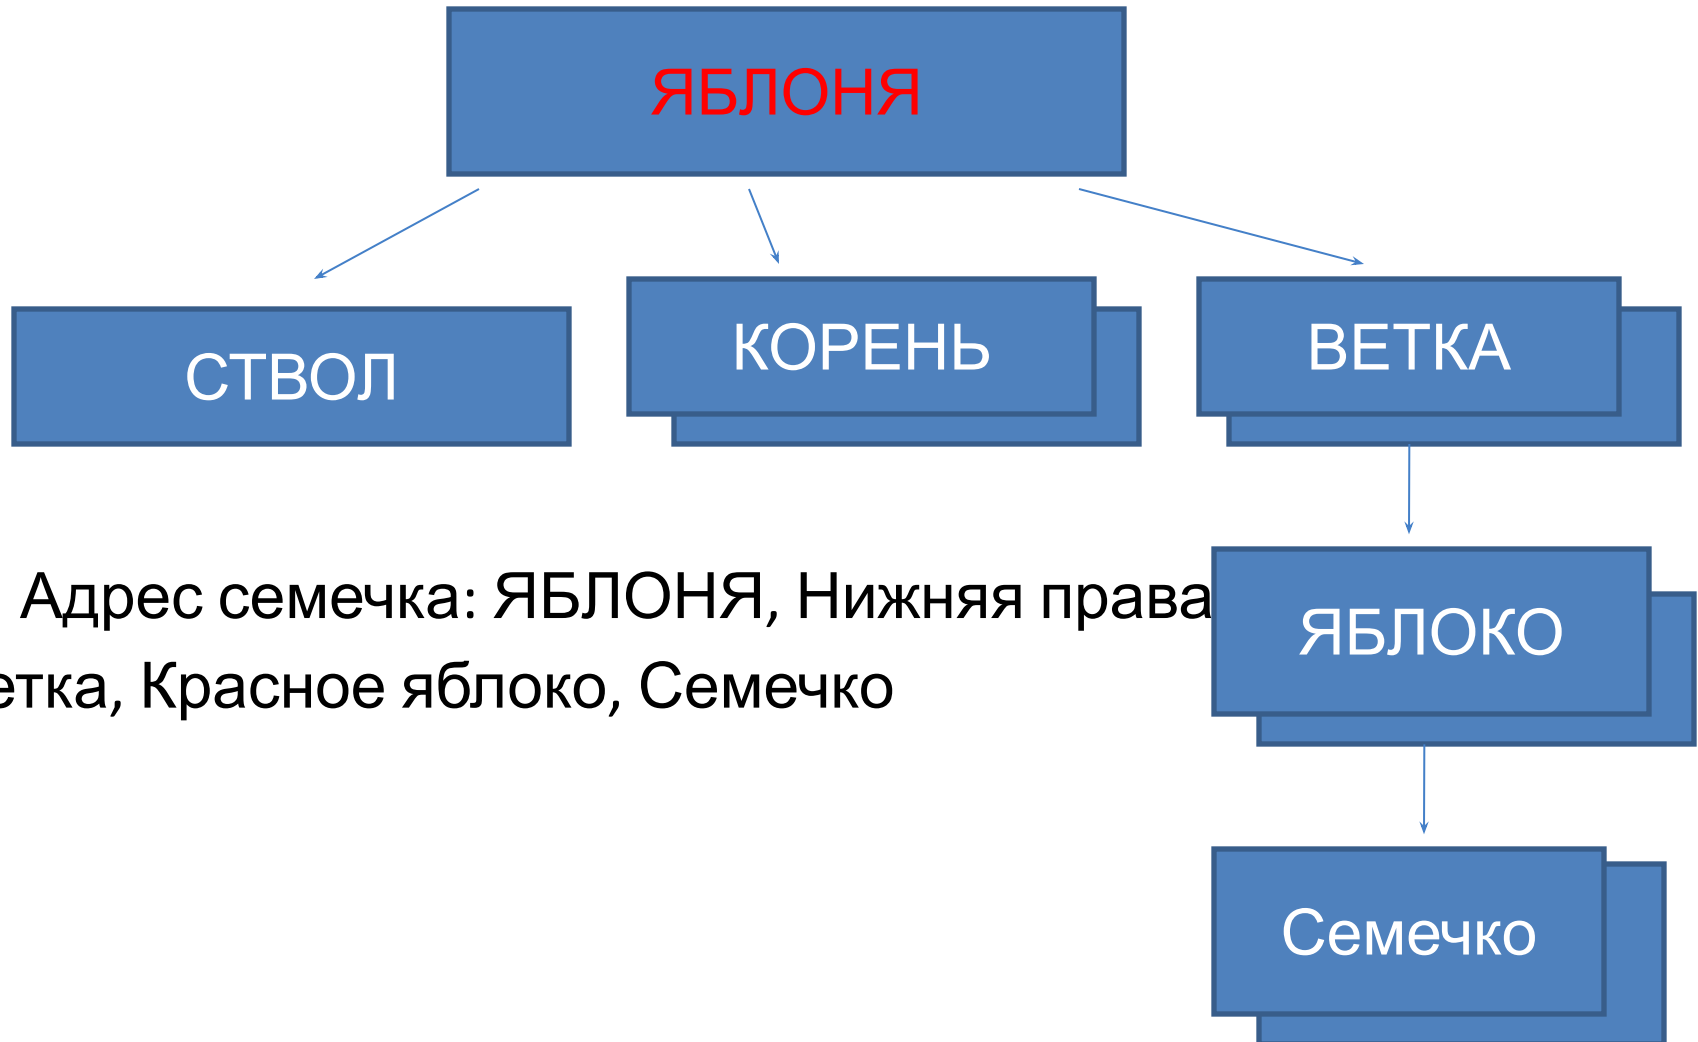 ЯБЛОНЯ
СТВОЛ
КОРЕНЬ
ВЕТКА
Адрес семечка: ЯБЛОНЯ, Нижняя права
етка, Красное яблоко, Семечко
ЯБЛОКО
Семечко